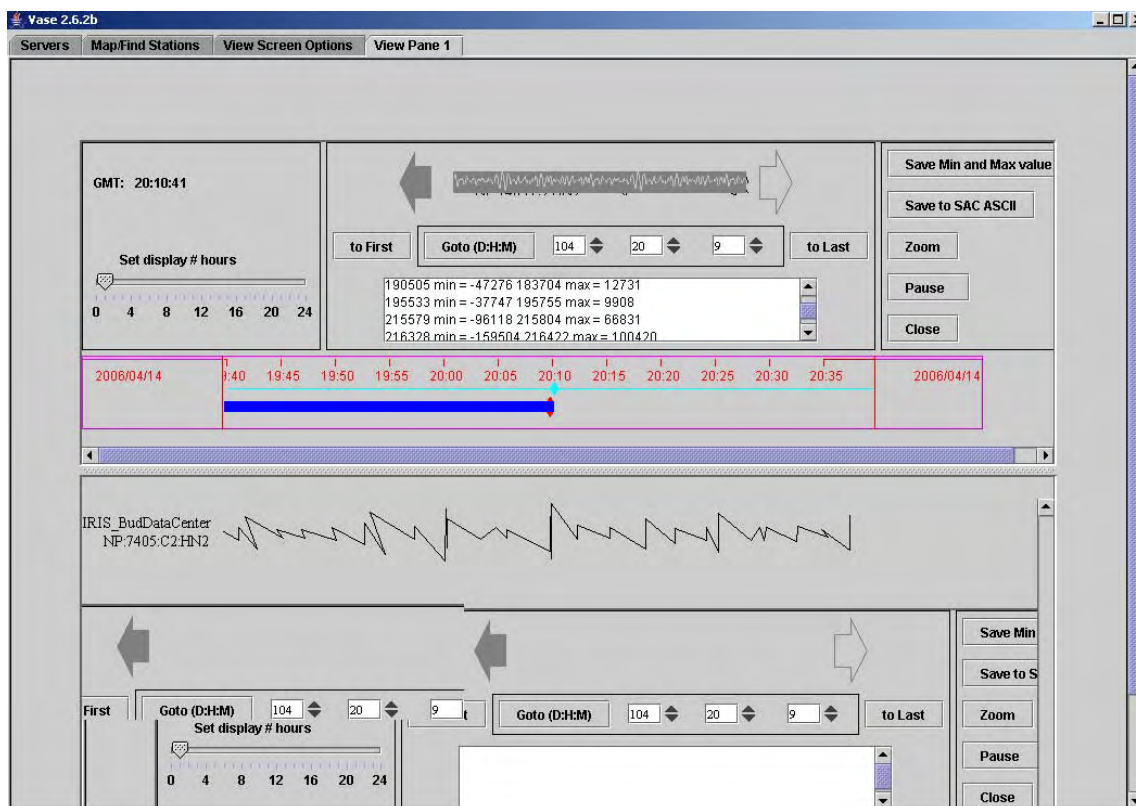 Vase 2.6.2b
Servers Map/Find Stations View Screen Options View Pane 1
GMT: 20:10:41
Save Min and Max value
Save to SAC ASCII
to First Goto (D:H:M) 104 20 9 to Last
Zoom
Set display # hours
0 4 8 12 16 20 24
190505 min = -47276 183704 max = 12731
195533 min = -37747 195755 max = 9908
215579 min = -96118 215804 max = 66831
216328 min = -159504 216422 max = 100420
Pause
Close
2006/04/14 9:40 19:45 19:50 19:55 20:00 20:05 20:10 20:15 20:20 20:25 20:30 20:35 2006/04/14
IRIS_BudDataCenter
NP:7405:C2:HN2
Save Min
Save to S
First Goto (D:H:M) 104 20 9 t Goto (D:H:M) 104 20 9 to Last
Zoom
Set display # hours
0 4 8 12 16 20 24
Pause
Close